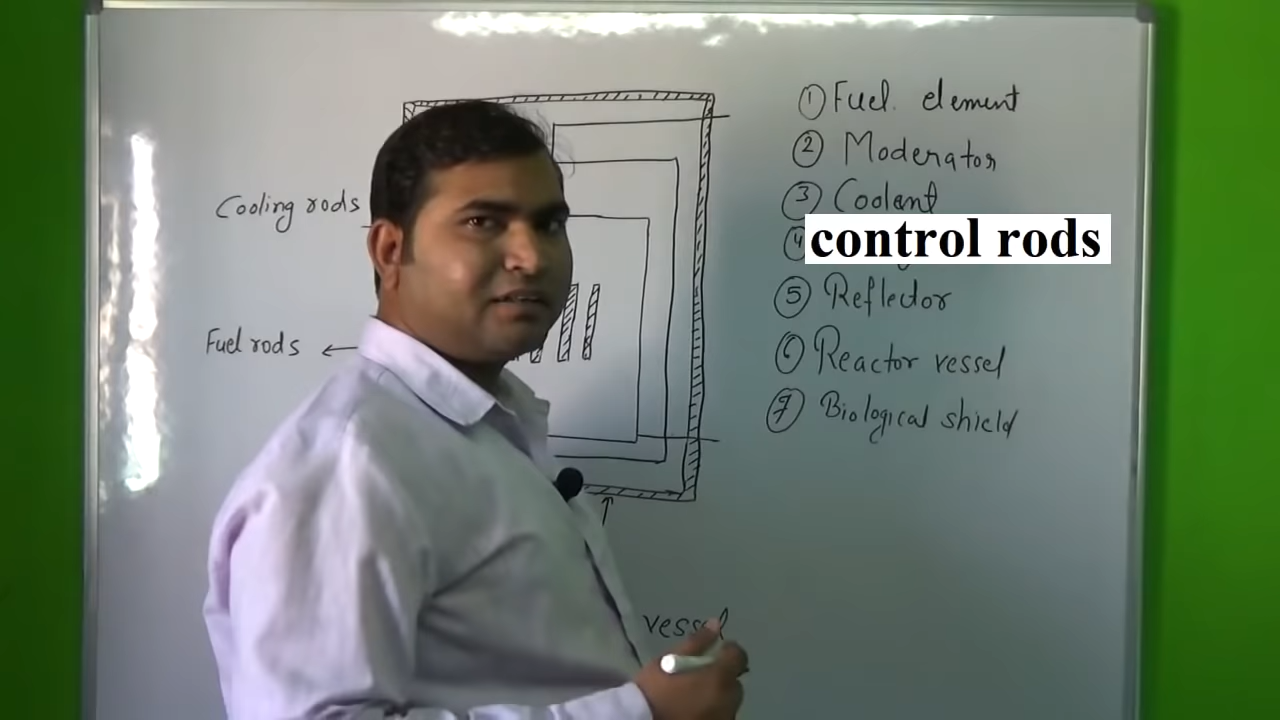 Cooling rods
Fuel rods
vessel
① Fuel. element
② Moderator
③ Coolant
④ control rods
⑤ Reflector
⑥ Reactor vessel
⑦ Biological shield